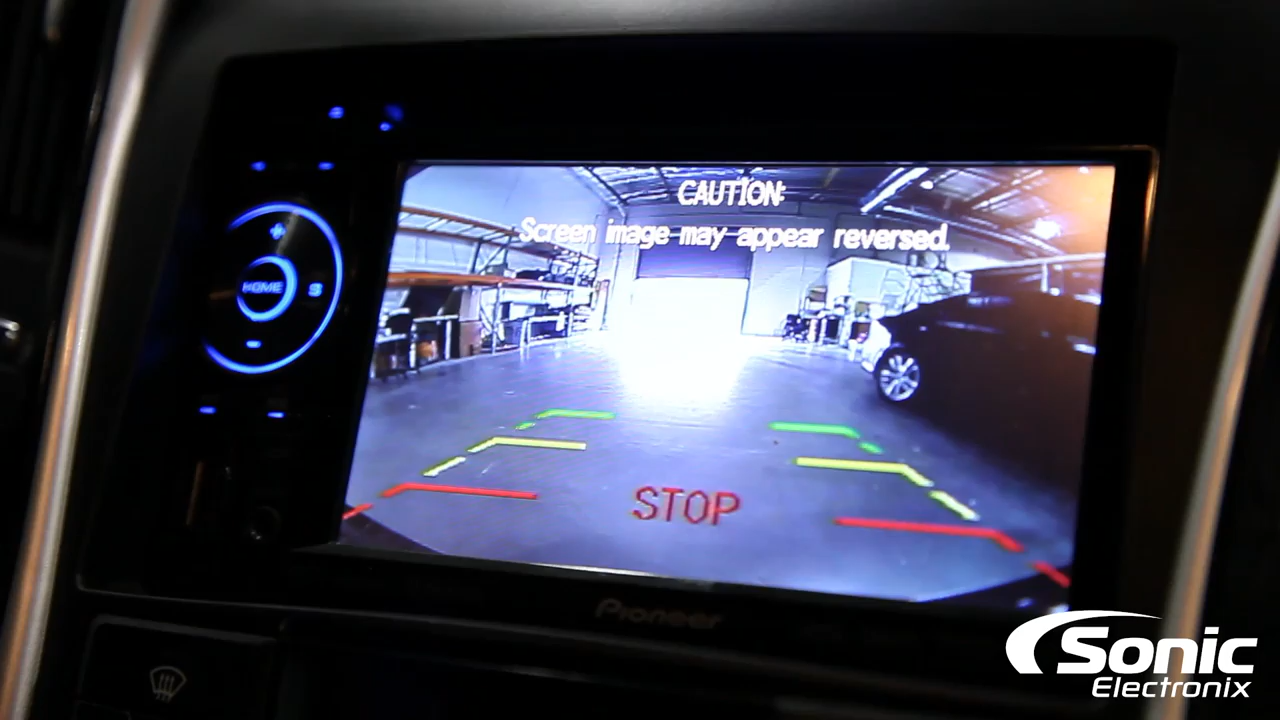 CAUTION:
Screen image may appear reversed.
HOME
STOP
Pioneer
Sonic
Electronix